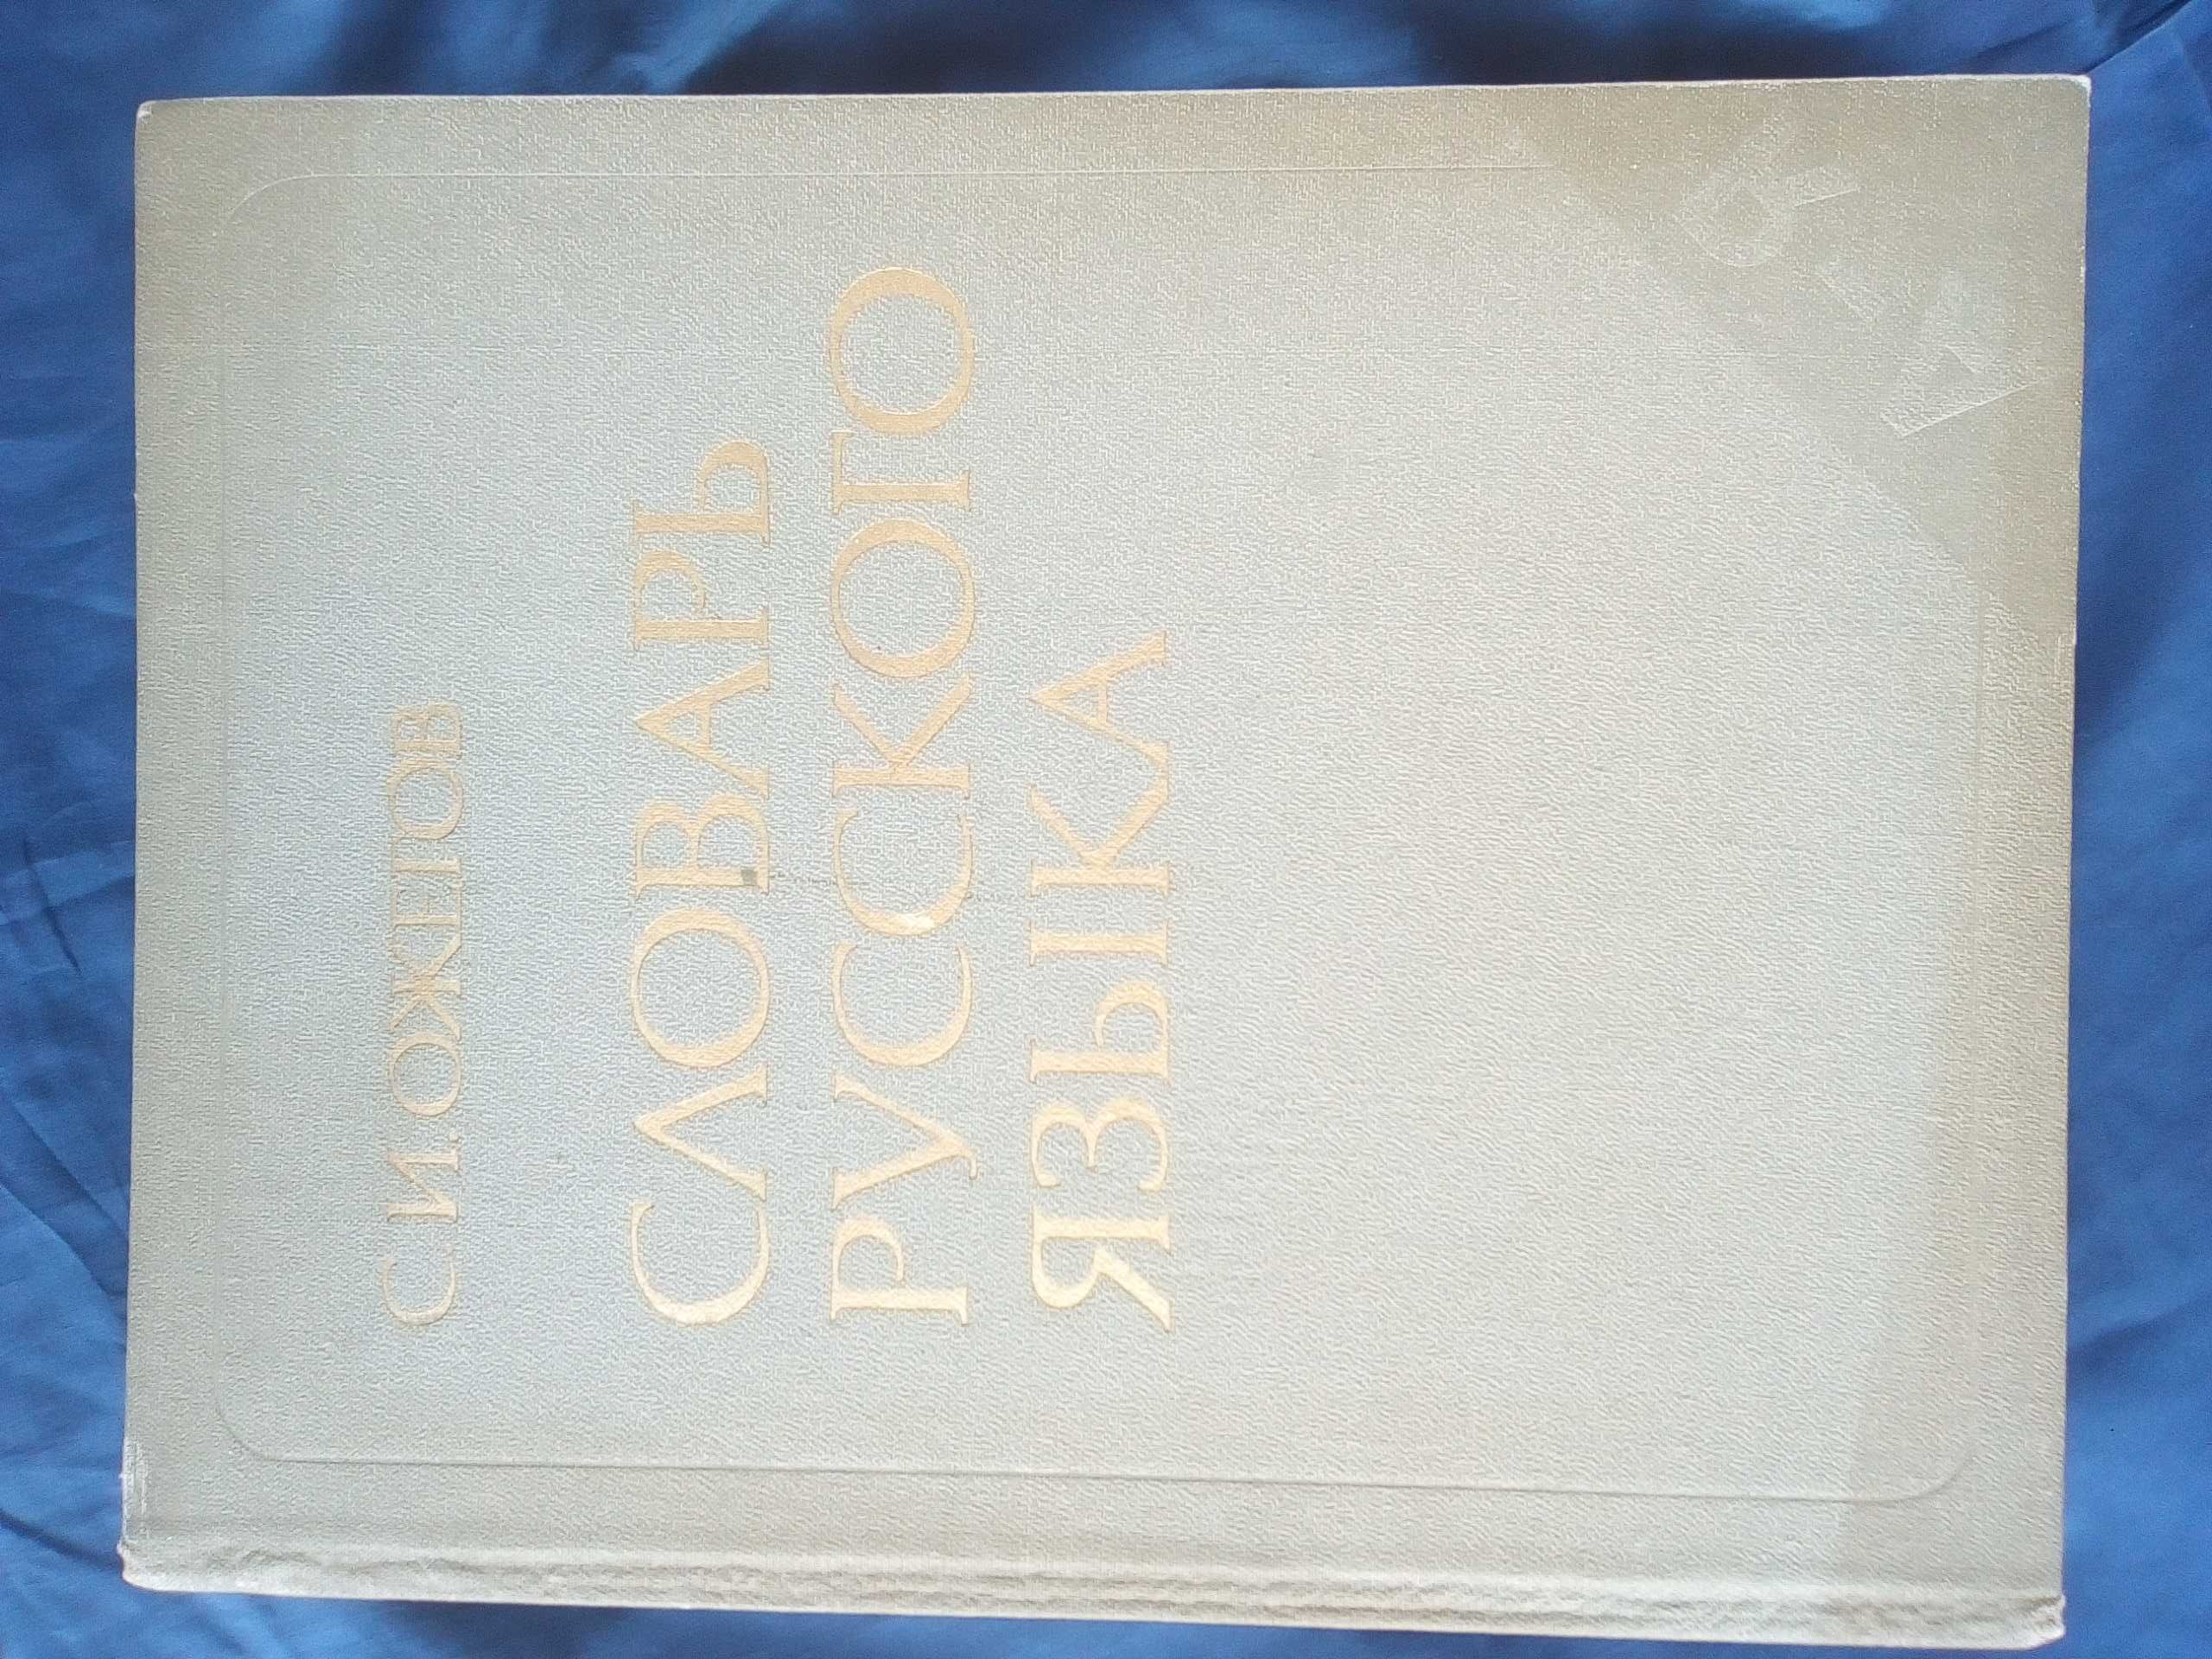 С. И. ОЖЕГОВ
СЛОВАРЬ
РУССКОГО
ЯЗЫКА
А-Я